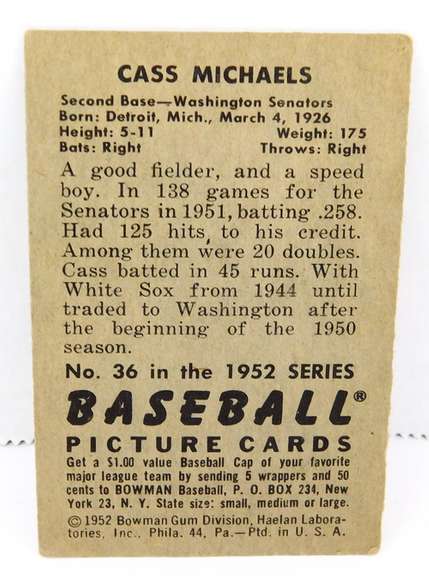 CASS MICHAELS
Second Base—Washington Senators
Born: Detroit, Mich., March 4, 1926
Height: 5-11 Weight: 175
Bats: Right Throws: Right
A good fielder, and a speed
boy. In 138 games for the
Senators in 1951, batting .258.
Had 125 hits, to his credit.
Among them were 20 doubles.
Cass batted in 45 runs. With
White Sox from 1944 until
traded to Washington after
the beginning of the 1950
season.
No. 36 in the 1952 SERIES
BASEBALL®
PICTURE CARDS
Get a $1.00 value Baseball Cap of your favorite
major league team by sending 5 wrappers and 50
cents to BOWMAN Baseball, P. O. BOX 234, New
York 23, N. Y. State size: small, medium or large.
© 1952 Bowman Gum Division, Haelan Labora-
tories, Inc., Phila. 44, Pa.—Ptd. in U. S. A.